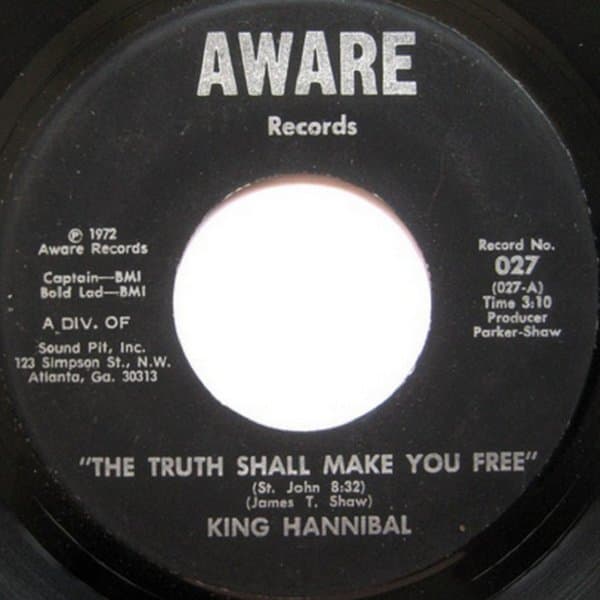 AWARE
Records
℗ 1972
Aware Records
Captain—BMI
Bold Lad—BMI
A DIV. OF
Sound Pit, Inc.
123 Simpson St., N.W.
Atlanta, Ga. 30313
Record No.
027
(027-A)
Time 3:10
Producer
Parker-Shaw
"THE TRUTH SHALL MAKE YOU FREE"
(St. John 8:32)
(James T. Shaw)
KING HANNIBAL